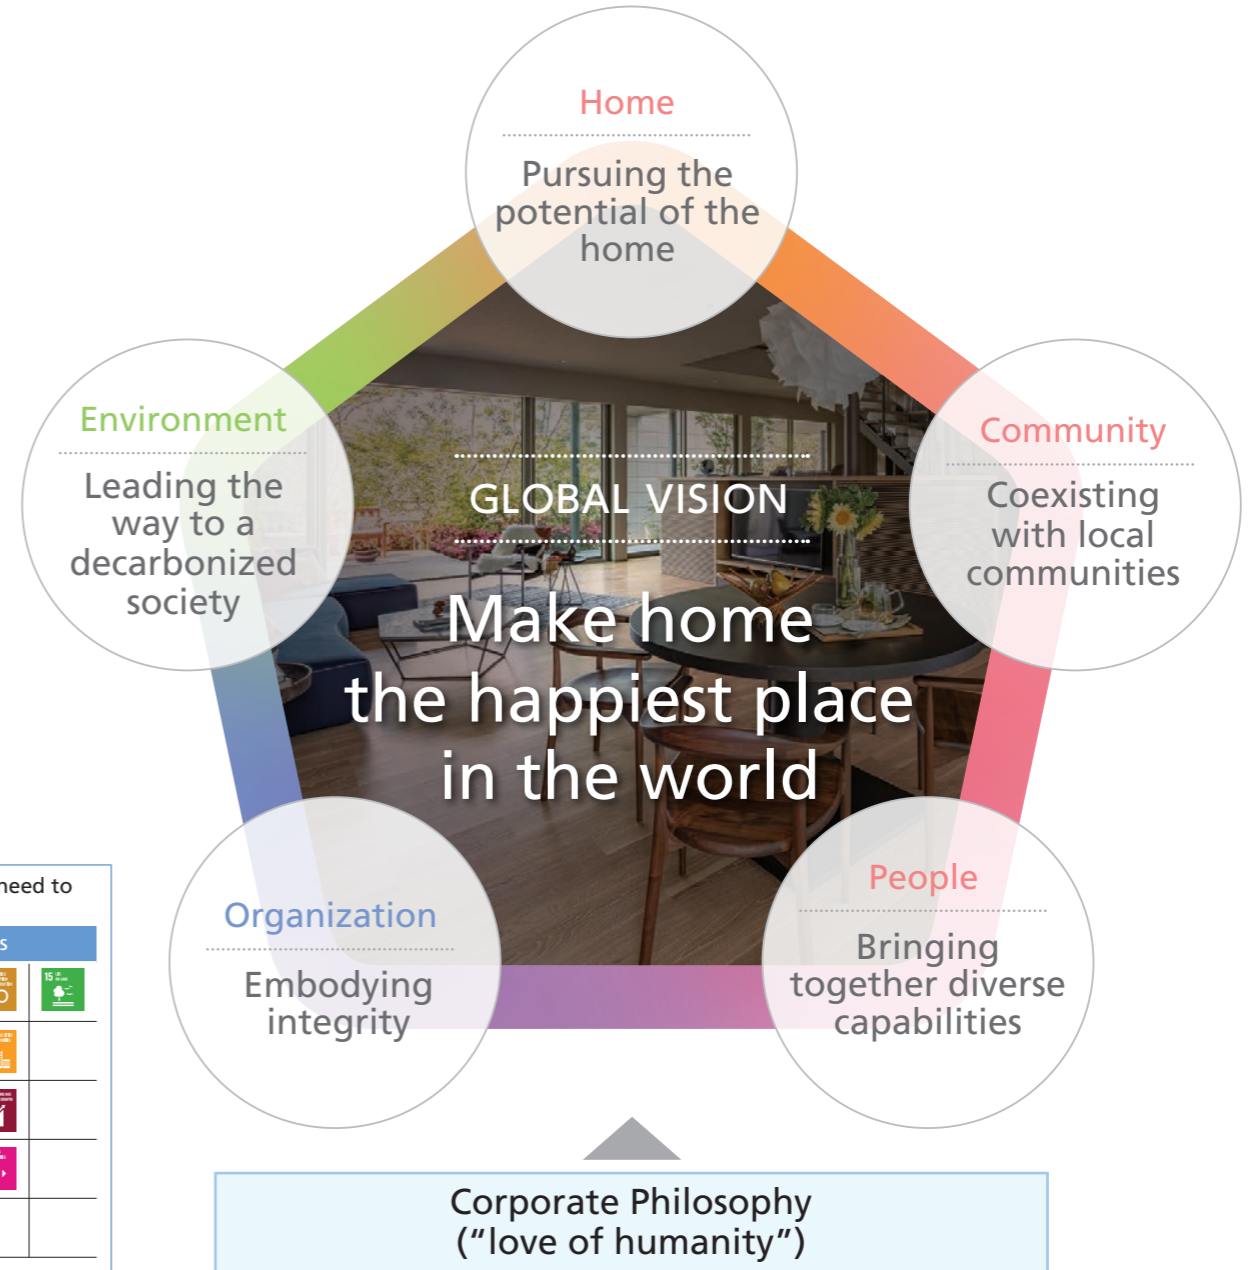 Home
Pursuing the
potential of the
home
Environment
Leading the
way to a
decarbonized
society
GLOBAL VISION
Make home
the happiest place
in the world
Community
Coexisting
with local
communities
Organization
Embodying
integrity
People
Bringing
together diverse
capabilities
need to
s
15
Corporate Philosophy
(“love of humanity”)